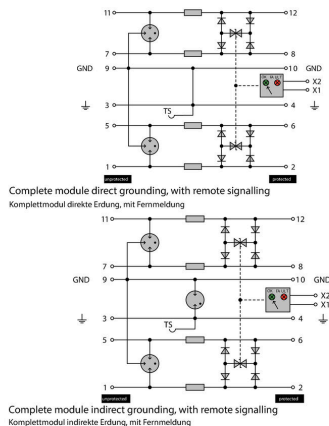 11 12
7 8
GND 9 10 GND
X2
X1
3 4
TS
5 6
1 2
unprotected protected
Complete module direct grounding, with remote signalling
Komplettmodul direkte Erdung, mit Fernmeldung
11 12
7 8
GND 9 10 GND
X2
X1
3 4
TS
5 6
1 2
unprotected protected
Complete module indirect grounding, with remote signalling
Komplettmodul indirekte Erdung, mit Fernmeldung